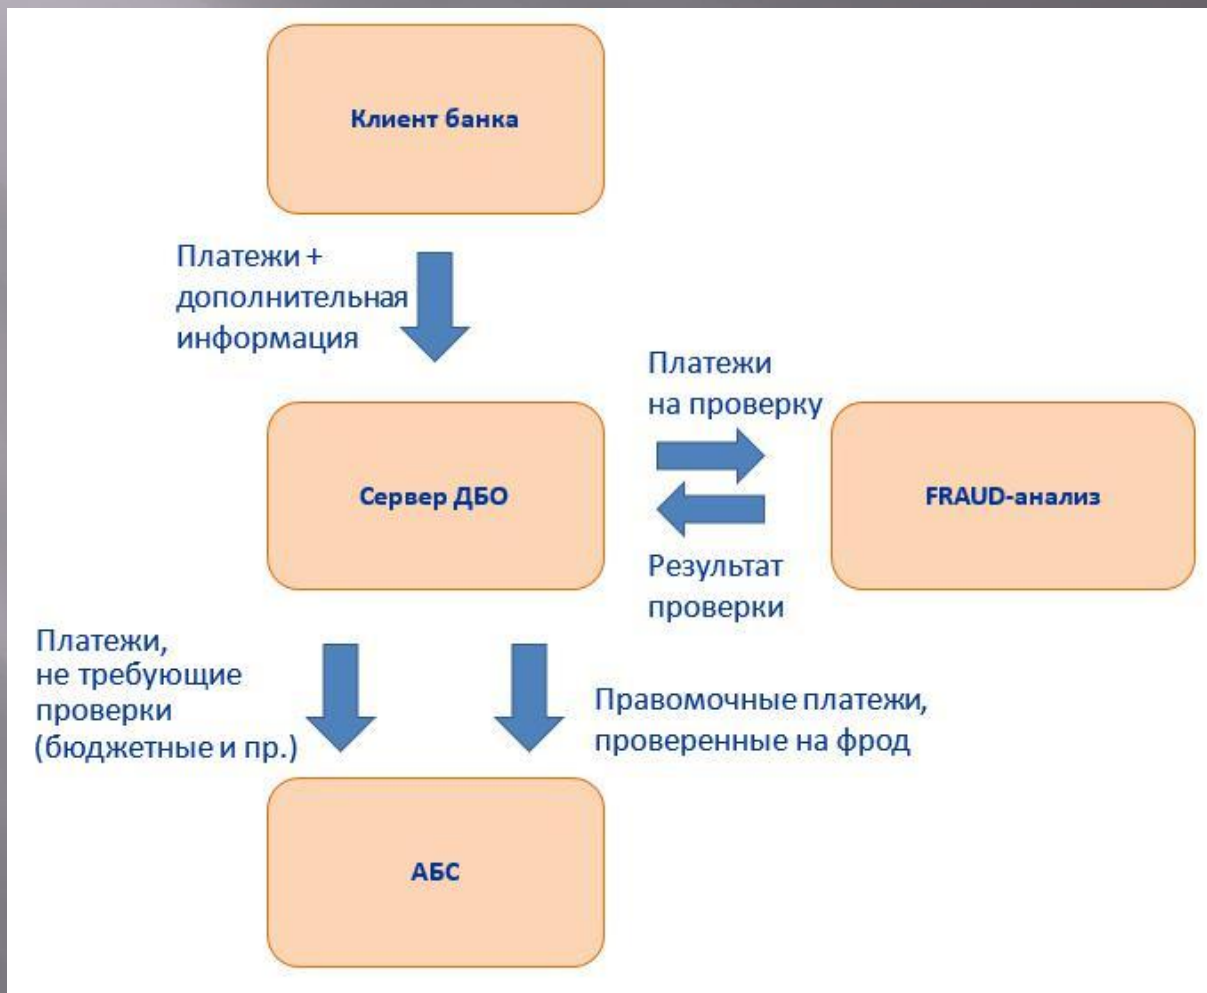 Клиент банка
Платежи +
дополнительная
информация
Платежи
на проверку
Сервер ДБО
FRAUD-анализ
Результат
проверки
Платежи,
не требующие
проверки
(бюджетные и пр.)
Правомочные платежи,
проверенные на фрод
АБС